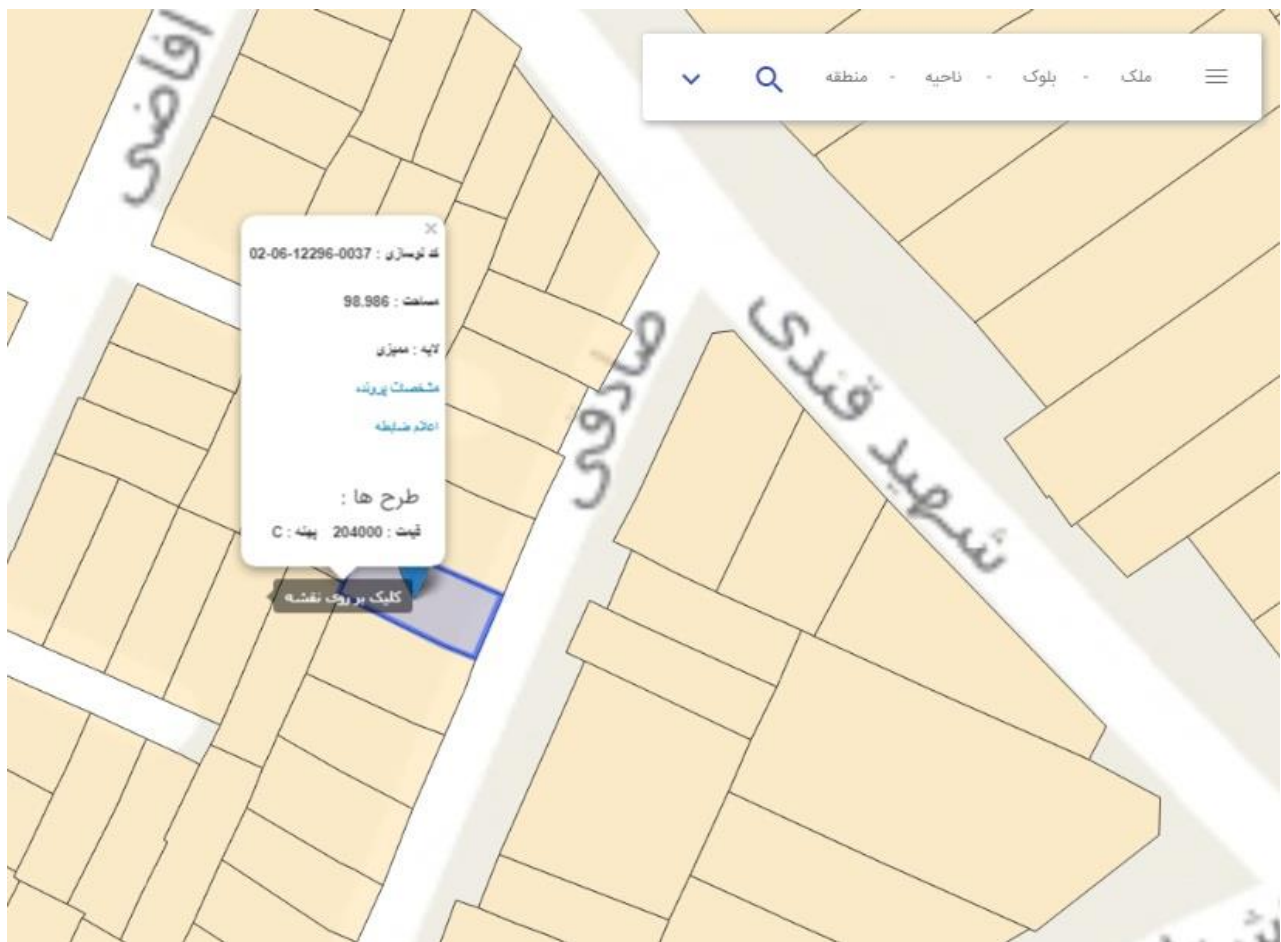 ملک - بلوک - ناحیه - منطقه
افاضی
×
کد نوسازی : 02-06-12296-0037
مساحت : 98.986
لایه : ممیزی
مشخصات پرونده
اعلام ضابطه
طرح ها :
قیمت : 204000 پهنه : C
کلیک بر روی نقشه
صادقی
شهید قندی